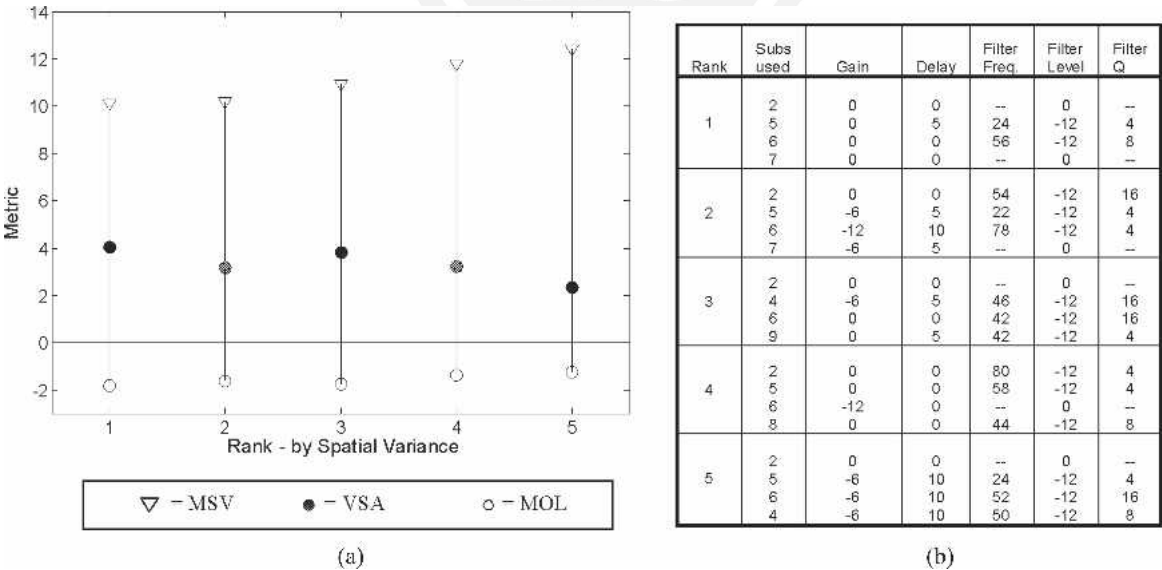 14
12
10
8
6
4
2
0
-2
Metric
1 2 3 4 5
Rank - by Spatial Variance
▽ = MSV ● = VSA ○ = MOL
(a)
Rank Subs used Gain Delay Filter Freq. Filter Level Filter Q
1
2 0 0 -- 0 --
5 0 5 24 -12 4
6 0 0 56 -12 8
7 0 0 -- 0 --
2
2 0 0 54 -12 16
5 -6 5 22 -12 4
6 -12 10 78 -12 4
7 -6 5 -- 0 --
3
2 0 0 -- 0 --
4 -6 5 46 -12 16
6 0 0 42 -12 16
9 0 5 42 -12 4
4
2 0 0 80 -12 4
5 0 0 58 -12 4
6 -12 0 -- 0 --
8 0 0 44 -12 8
5
2 0 0 -- 0 --
5 -6 10 24 -12 4
6 -6 10 52 -12 16
4 -6 10 50 -12 8
(b)